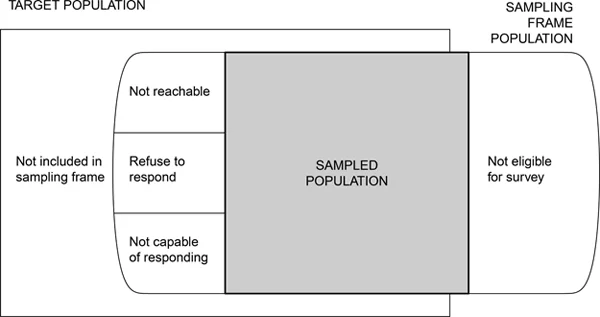 TARGET POPULATION
SAMPLING
FRAME
POPULATION
Not reachable
Not included in
sampling frame
Refuse to
respond
SAMPLED
POPULATION
Not eligible
for survey
Not capable
of responding